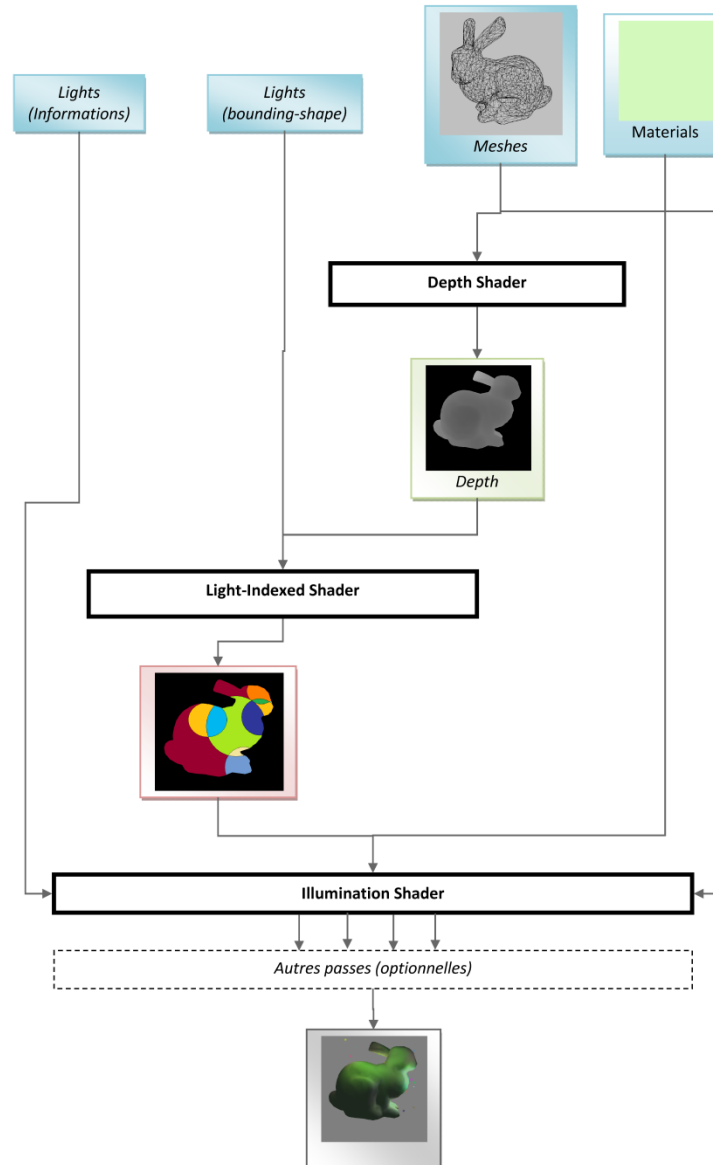 Lights
(Informations)
Lights
(bounding-shape)
Meshes
Materials
Depth Shader
Depth
Light-Indexed Shader
Illumination Shader
Autres passes (optionnelles)